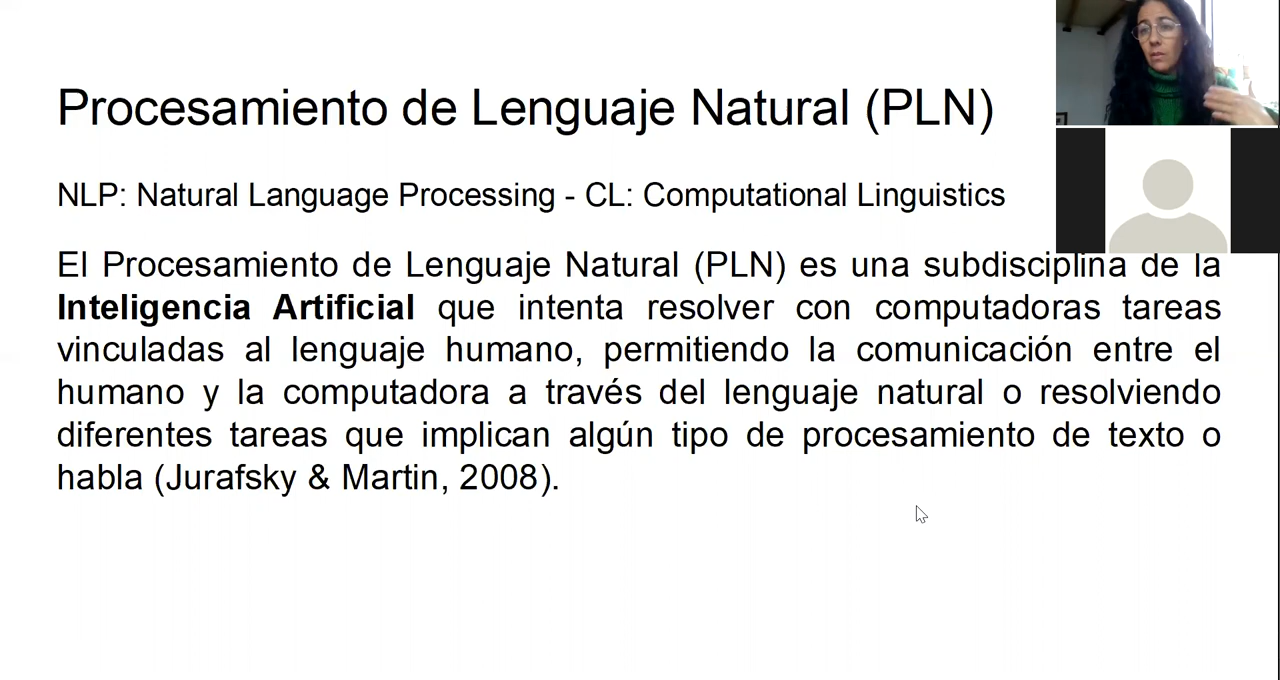 Procesamiento de Lenguaje Natural (PLN)
NLP: Natural Language Processing - CL: Computational Linguistics
El Procesamiento de Lenguaje Natural (PLN) es una subdisciplina de la
Inteligencia Artificial que intenta resolver con computadoras tareas
vinculadas al lenguaje humano, permitiendo la comunicación entre el
humano y la computadora a través del lenguaje natural o resolviendo
diferentes tareas que implican algún tipo de procesamiento de texto o
habla (Jurafsky & Martin, 2008).